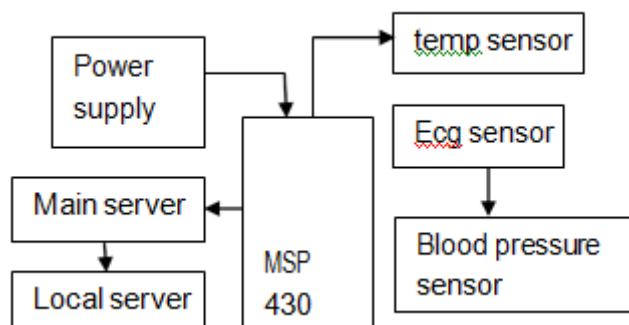 Power
supply
temp sensor
Ecg sensor
Main server
Blood pressure
sensor
MSP
430
Local server